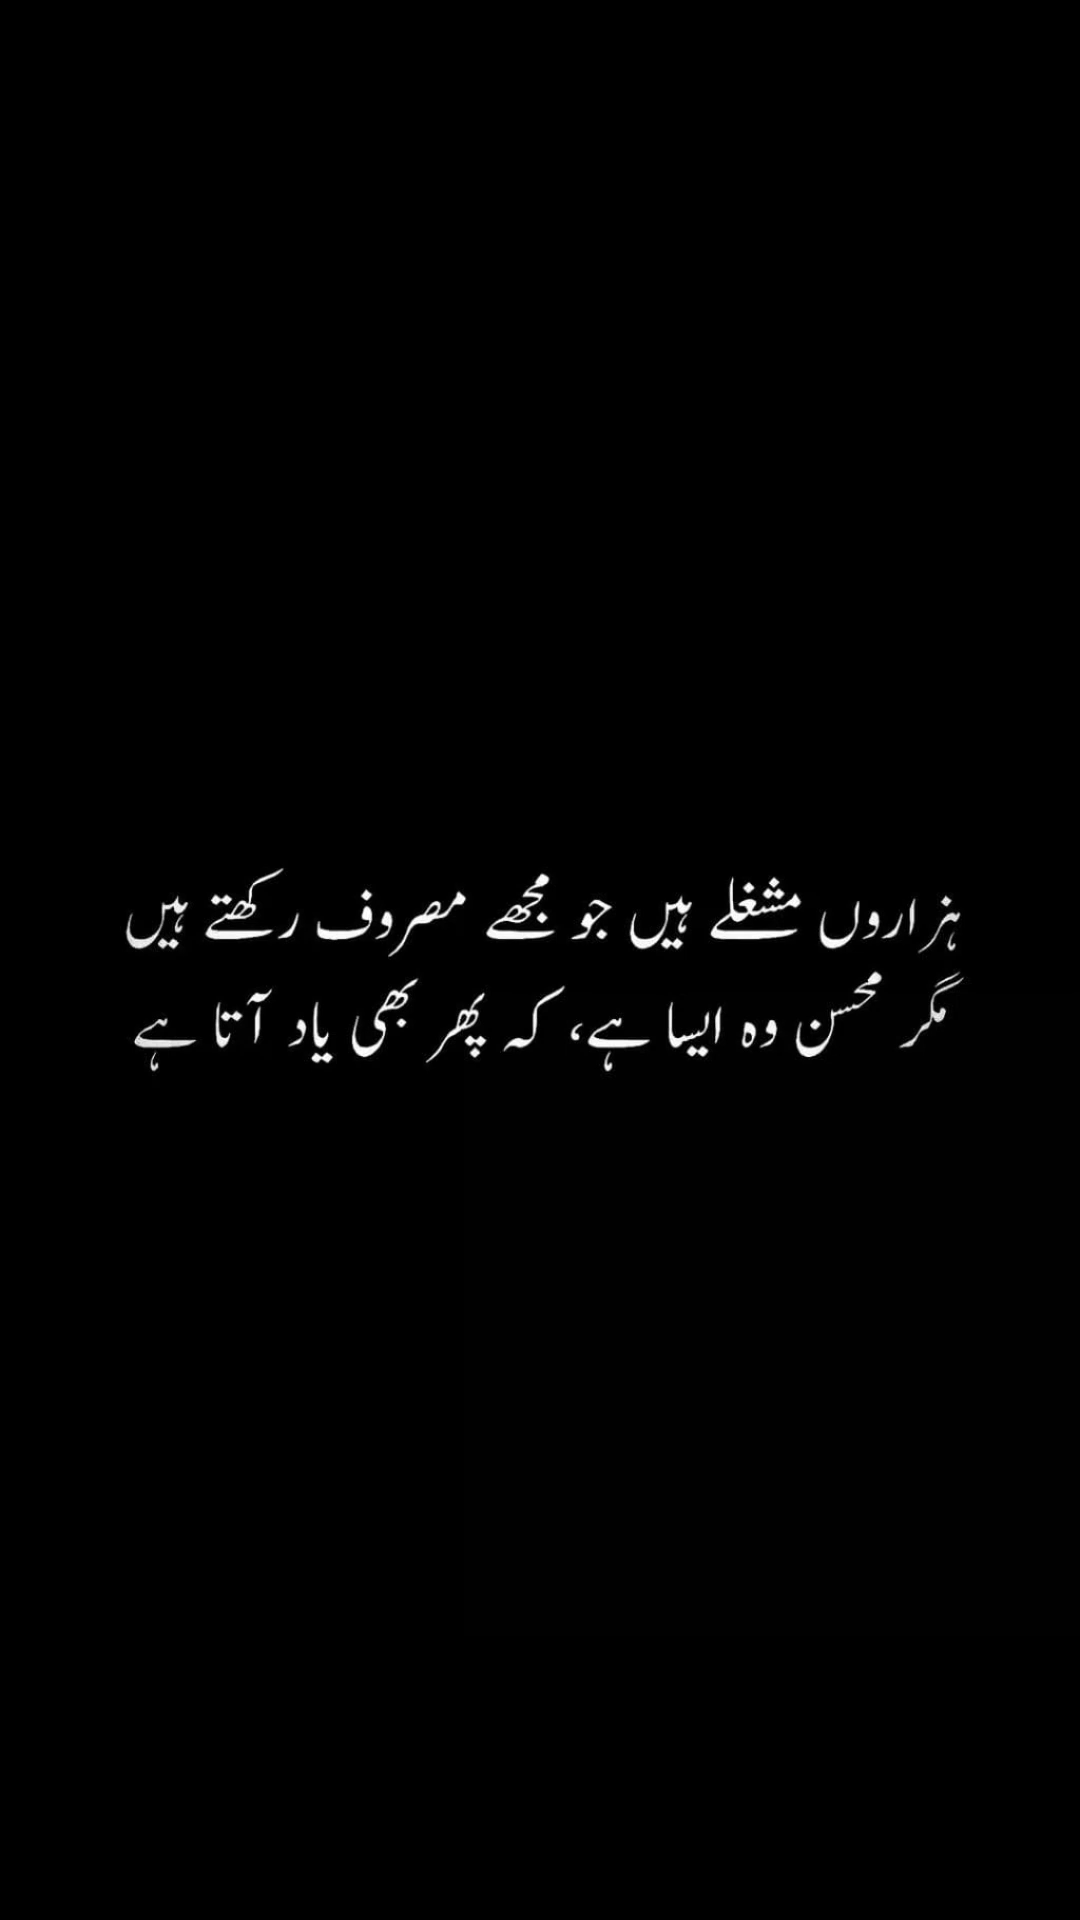 ہزاروں مشغلے ہیں جو مجھے مصروف رکھتے ہیں
مگر محسن وہ ایسا ہے، کہ پھر بھی یاد آتا ہے